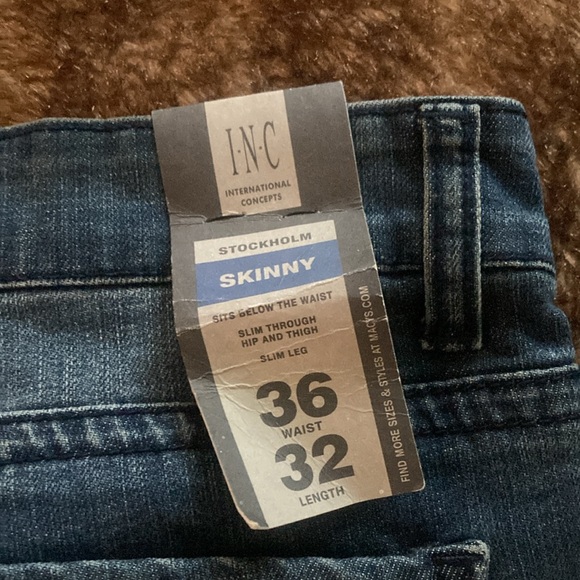 I·N·C
INTERNATIONAL
CONCEPTS
STOCKHOLM
SKINNY
SITS BELOW THE WAIST
SLIM THROUGH
HIP AND THIGH
SLIM LEG
36
WAIST
32
LENGTH
FIND MORE SIZES & STYLES AT MACYS.COM